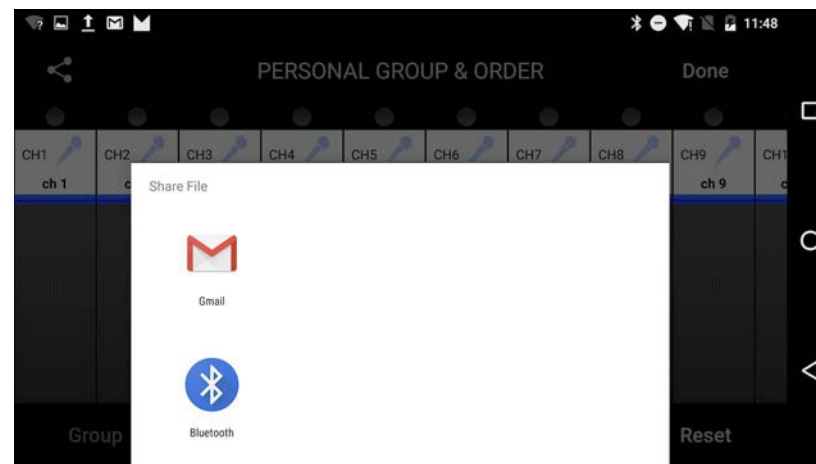 11:48
PERSONAL GROUP & ORDER
Done
CH1
CH2
CH3
CH4
CH5
CH6
CH7
CH8
CH9
CH1
ch 1
c
ch 9
c
Share File
Gmail
Bluetooth
Group
Reset